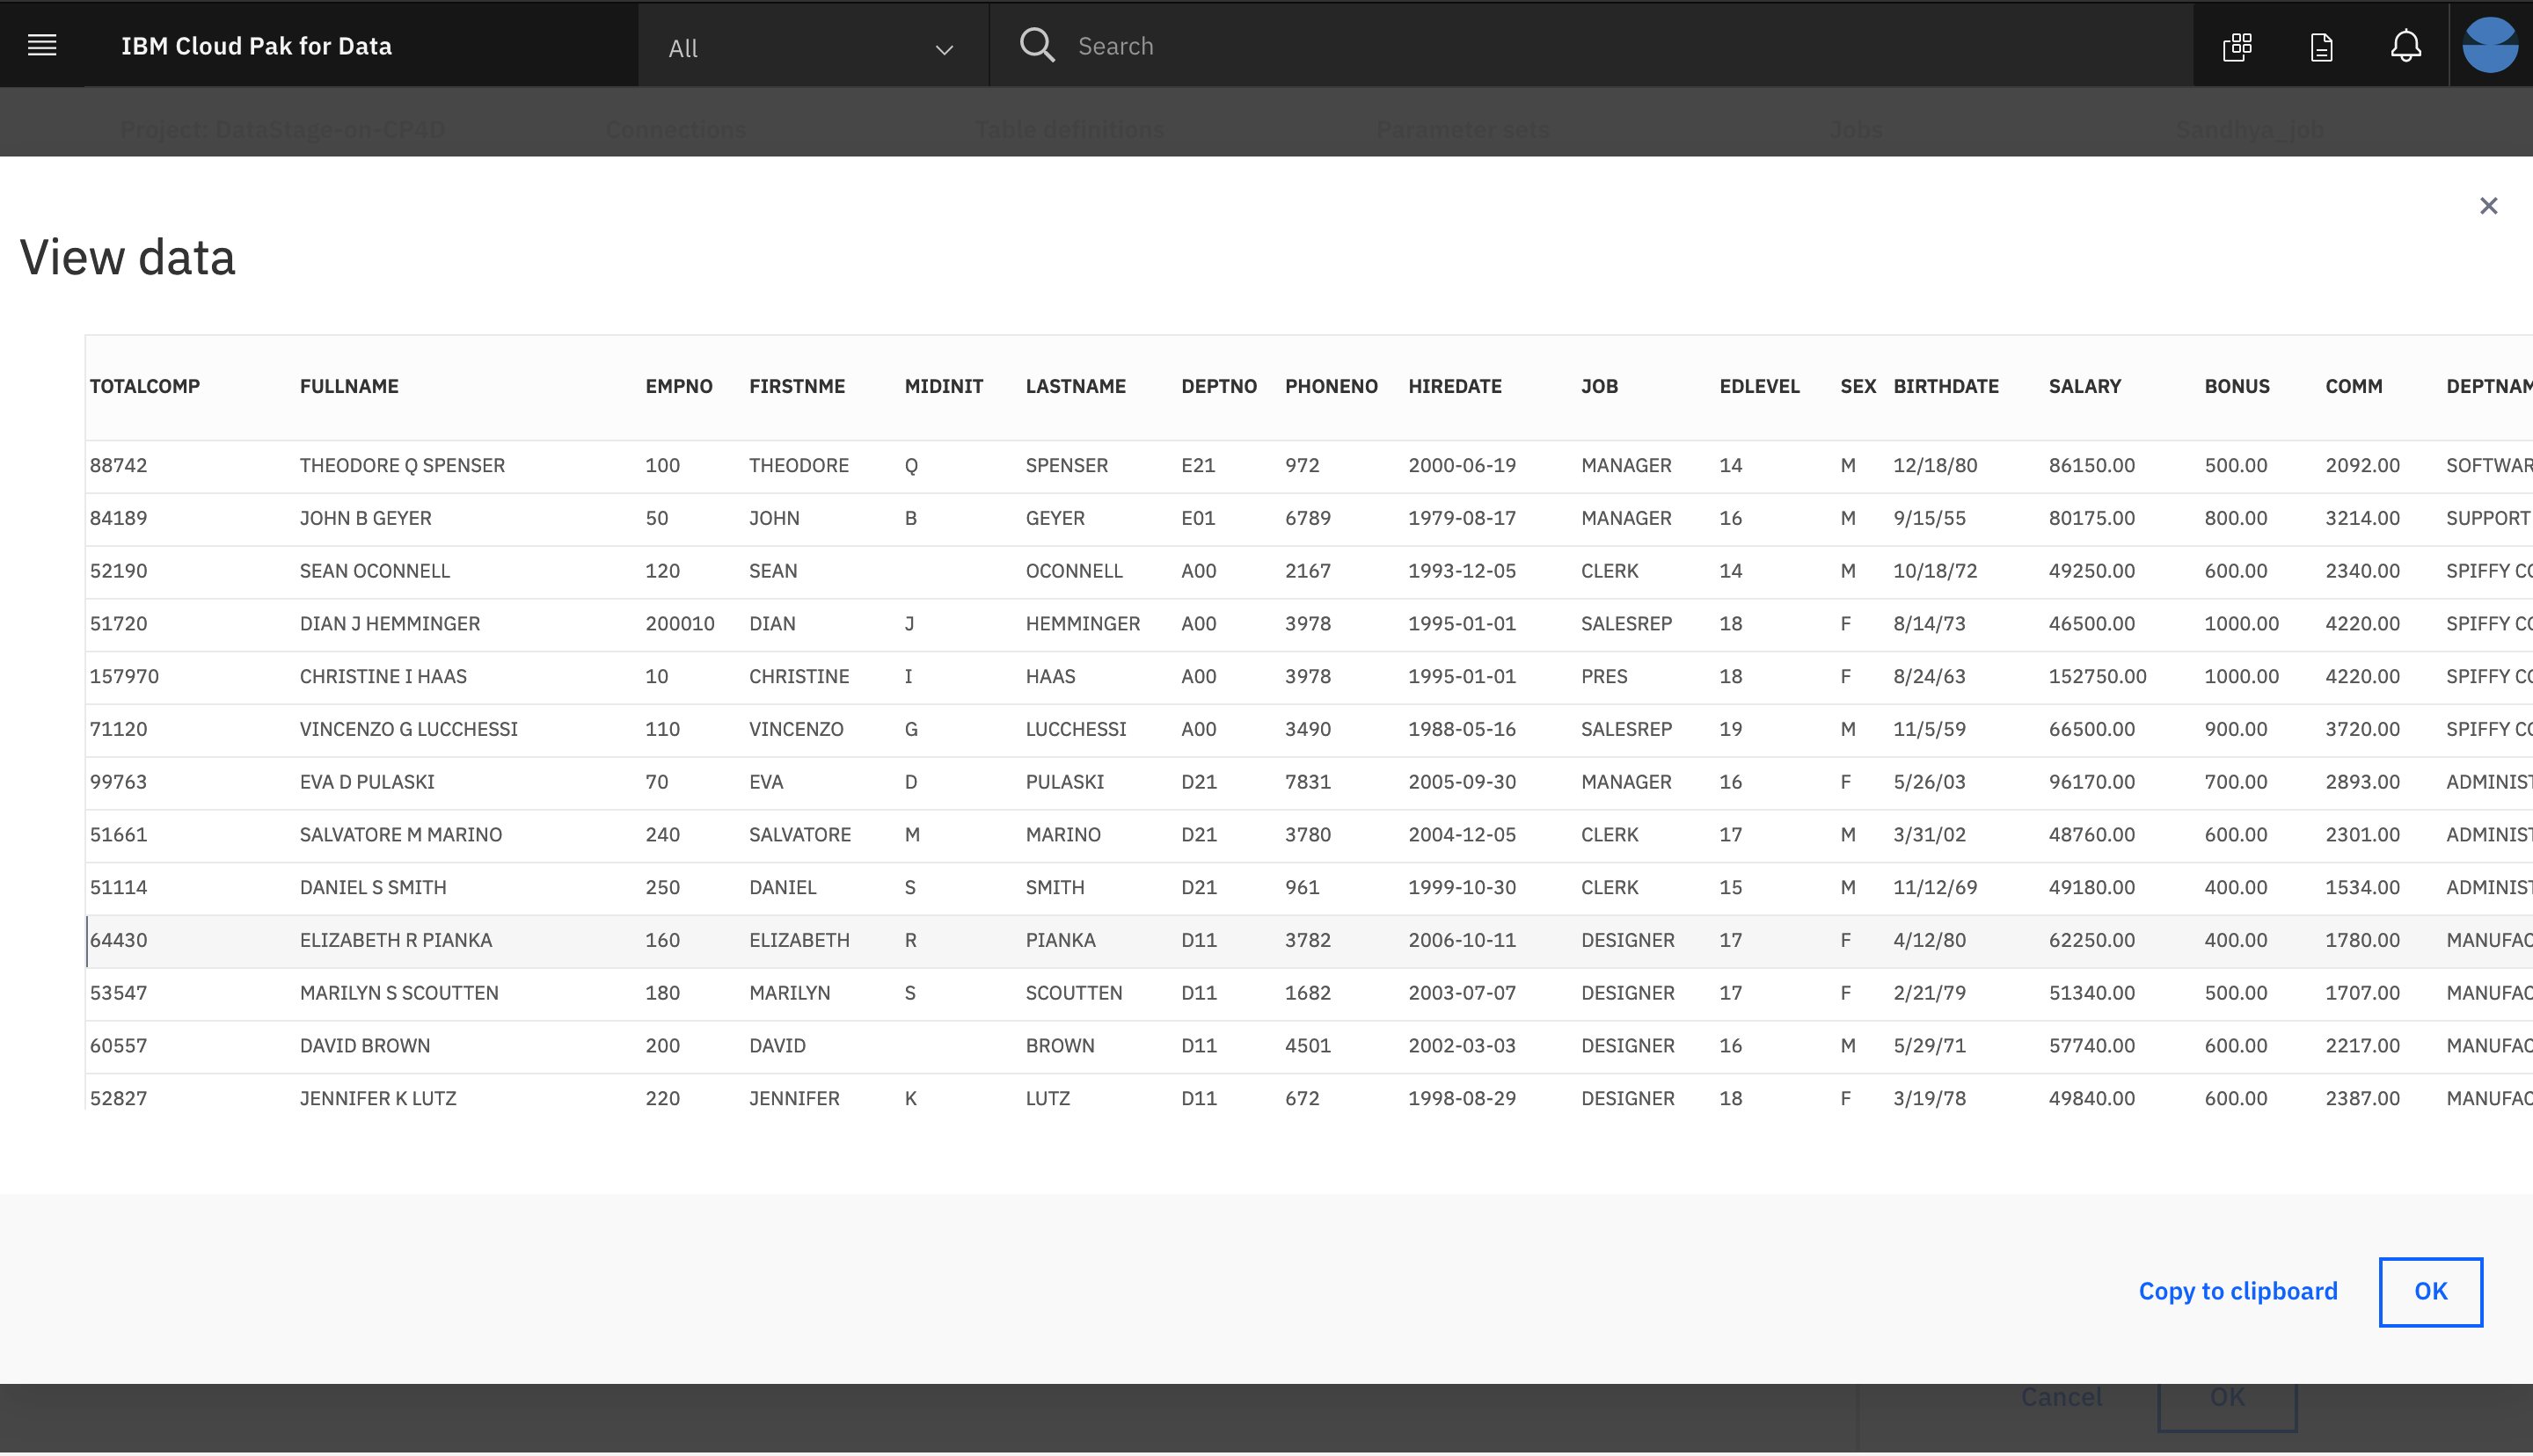 IBM Cloud Pak for Data All Search
Project: DataStage-on-CP4D Connections Table definitions Parameter sets Jobs Sandhya_job
View data
TOTALCOMP FULLNAME EMPNO FIRSTNME MIDINIT LASTNAME DEPTNO PHONENO HIREDATE JOB EDLEVEL SEX BIRTHDATE SALARY BONUS COMM DEPTNAM
88742 THEODORE Q SPENSER 100 THEODORE Q SPENSER E21 972 2000-06-19 MANAGER 14 M 12/18/80 86150.00 500.00 2092.00 SOFTWAR
84189 JOHN B GEYER 50 JOHN B GEYER E01 6789 1979-08-17 MANAGER 16 M 9/15/55 80175.00 800.00 3214.00 SUPPORT
52190 SEAN OCONNELL 120 SEAN OCONNELL A00 2167 1993-12-05 CLERK 14 M 10/18/72 49250.00 600.00 2340.00 SPIFFY CO
51720 DIAN J HEMMINGER 200010 DIAN J HEMMINGER A00 3978 1995-01-01 SALESREP 18 F 8/14/73 46500.00 1000.00 4220.00 SPIFFY CO
157970 CHRISTINE I HAAS 10 CHRISTINE I HAAS A00 3978 1995-01-01 PRES 18 F 8/24/63 152750.00 1000.00 4220.00 SPIFFY CO
71120 VINCENZO G LUCCHESSI 110 VINCENZO G LUCCHESSI A00 3490 1988-05-16 SALESREP 19 M 11/5/59 66500.00 900.00 3720.00 SPIFFY CO
99763 EVA D PULASKI 70 EVA D PULASKI D21 7831 2005-09-30 MANAGER 16 F 5/26/03 96170.00 700.00 2893.00 ADMINIST
51661 SALVATORE M MARINO 240 SALVATORE M MARINO D21 3780 2004-12-05 CLERK 17 M 3/31/02 48760.00 600.00 2301.00 ADMINIST
51114 DANIEL S SMITH 250 DANIEL S SMITH D21 961 1999-10-30 CLERK 15 M 11/12/69 49180.00 400.00 1534.00 ADMINIST
64430 ELIZABETH R PIANKA 160 ELIZABETH R PIANKA D11 3782 2006-10-11 DESIGNER 17 F 4/12/80 62250.00 400.00 1780.00 MANUFAC
53547 MARILYN S SCOUTTEN 180 MARILYN S SCOUTTEN D11 1682 2003-07-07 DESIGNER 17 F 2/21/79 51340.00 500.00 1707.00 MANUFAC
60557 DAVID BROWN 200 DAVID BROWN D11 4501 2002-03-03 DESIGNER 16 M 5/29/71 57740.00 600.00 2217.00 MANUFAC
52827 JENNIFER K LUTZ 220 JENNIFER K LUTZ D11 672 1998-08-29 DESIGNER 18 F 3/19/78 49840.00 600.00 2387.00 MANUFAC
Copy to clipboard OK
Cancel OK